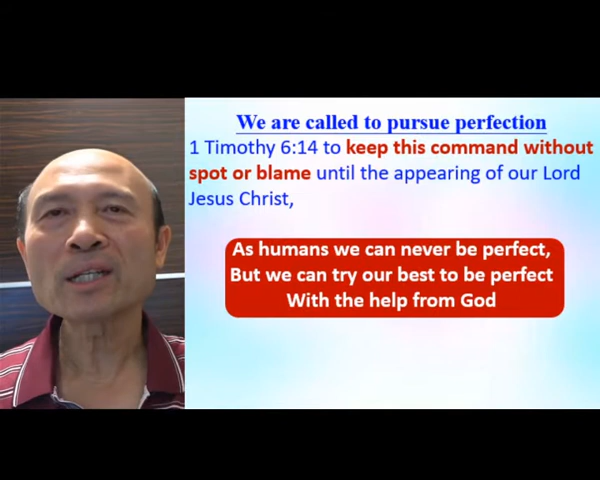 We are called to pursue perfection
1 Timothy 6:14 to keep this command without
spot or blame until the appearing of our Lord
Jesus Christ,
As humans we can never be perfect,
But we can try our best to be perfect
With the help from God